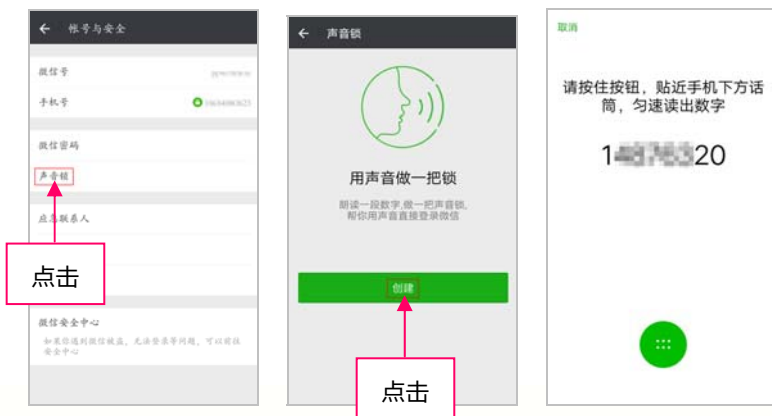 帐号与安全
微信号
手机号
微信密码
声音锁
应急联系人
点击
微信安全中心
如果你遇到微信被盗，无法登录等问题，可以前往
安全中心
声音锁
用声音做一把锁
朗读一段数字,做一把声音锁,
帮你用声音直接登录微信
创建
点击
取消
请按住按钮，贴近手机下方话
筒，匀速读出数字